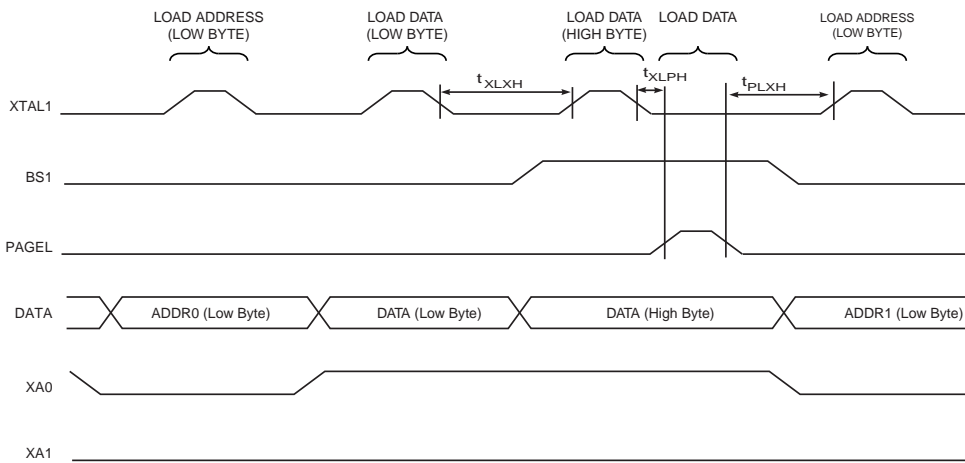 LOAD ADDRESS
(LOW BYTE)
LOAD DATA
(LOW BYTE)
LOAD DATA
(HIGH BYTE)
LOAD DATA
LOAD ADDRESS
(LOW BYTE)
tXLXH
tXLPH
tPLXH
XTAL1
BS1
PAGEL
DATA
ADDR0 (Low Byte)
DATA (Low Byte)
DATA (High Byte)
ADDR1 (Low Byte)
XA0
XA1